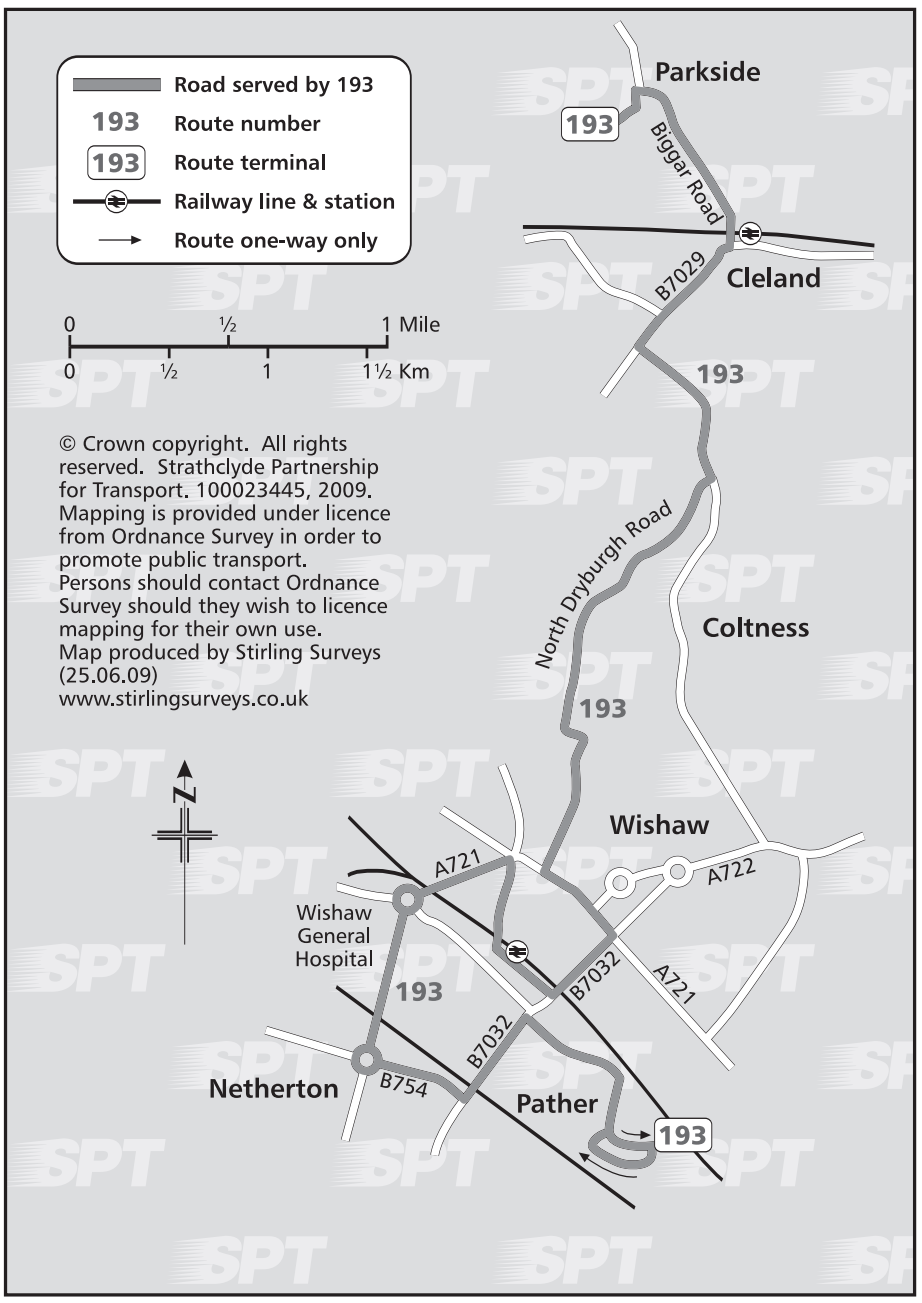 Road served by 193
193 Route number
193 Route terminal
Railway line & station
Route one-way only
0 ½ 1 Mile
0 ½ 1 1½ Km
© Crown copyright. All rights
reserved. Strathclyde Partnership
for Transport. 100023445, 2009.
Mapping is provided under licence
from Ordnance Survey in order to
promote public transport.
Persons should contact Ordnance
Survey should they wish to licence
mapping for their own use.
Map produced by Stirling Surveys
(25.06.09)
www.stirlingsurveys.co.uk
N
Parkside
193
Biggar Road
Cleland
B7029
193
North Dryburgh Road
Coltness
193
Wishaw
A721
A722
Wishaw
General
Hospital
193
B7032
A721
B7032
Netherton
B754
Pather
193
SPT